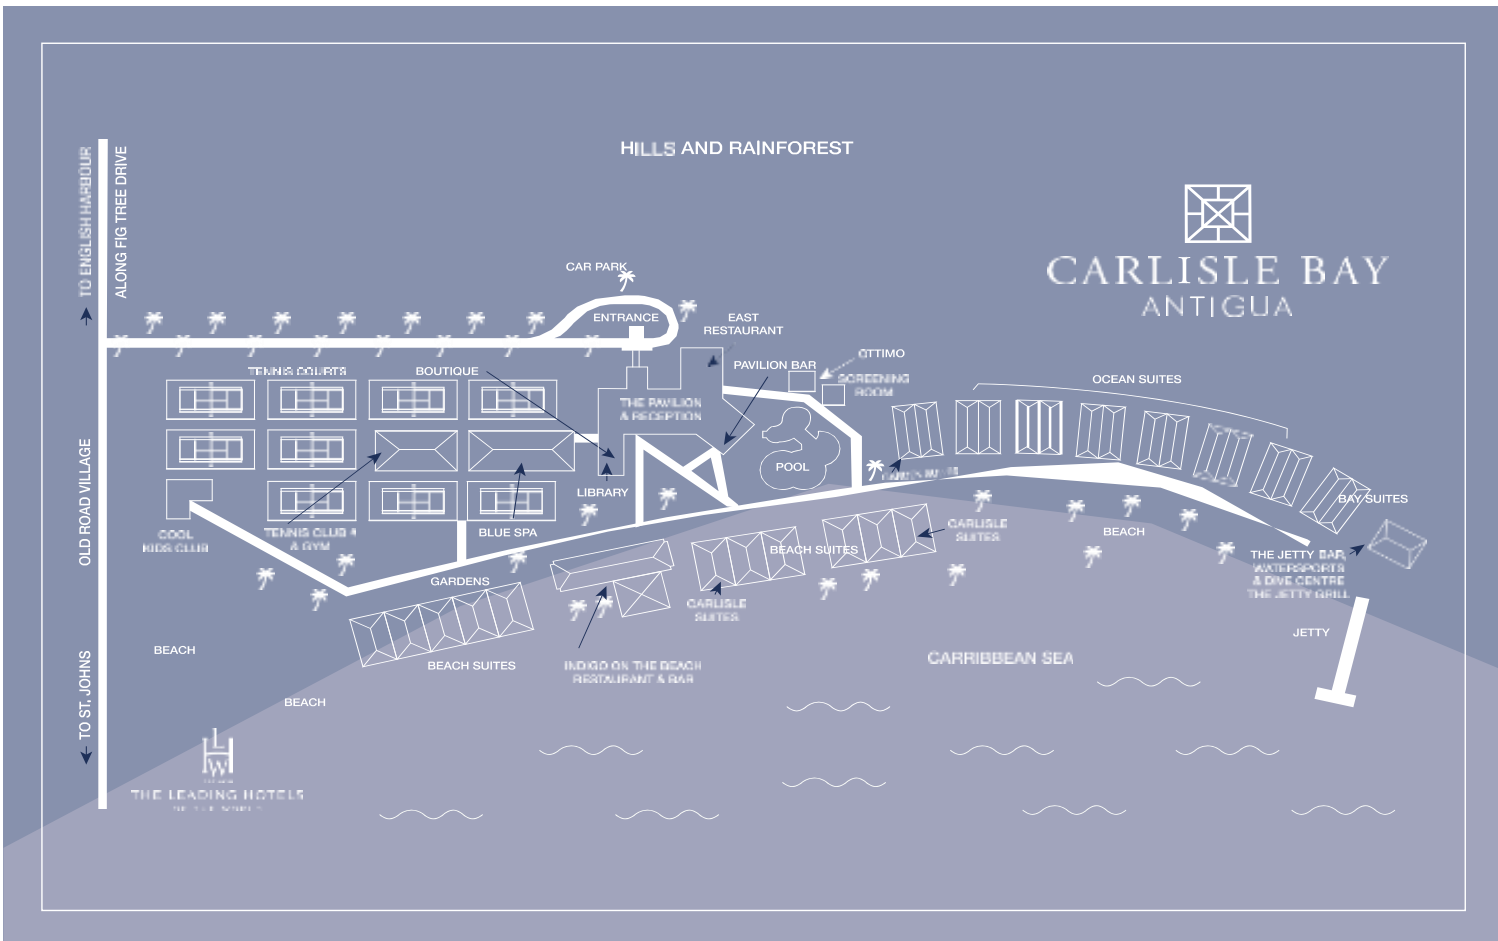 HILLS AND RAINFOREST
TO ENGLISH HARBOUR
ALONG FIG TREE DRIVE
CARLISLE BAY
ANTIGUA
CAR PARK
ENTRANCE
EAST
RESTAURANT
PAVILION BAR
OTTIMO
SCREENING
ROOM
OCEAN SUITES
TENNIS COURTS
BOUTIQUE
THE PAVILION
& RECEPTION
POOL
LIBRARY
BAY SUITES
OLD ROAD VILLAGE
COOL
KIDS CLUB
TENNIS CLUB
& GYM
BLUE SPA
CARLISLE
SUITES
BEACH
BEACH SUITES
THE JETTY BAR,
WATERSPORTS
& DIVE CENTRE
THE JETTY GRILL
GARDENS
CARLISLE
SUITES
JETTY
BEACH
BEACH SUITES
INDIGO ON THE BEACH
RESTAURANT & BAR
CARRIBBEAN SEA
TO ST. JOHNS
BEACH
LHW
THE LEADING HOTELS